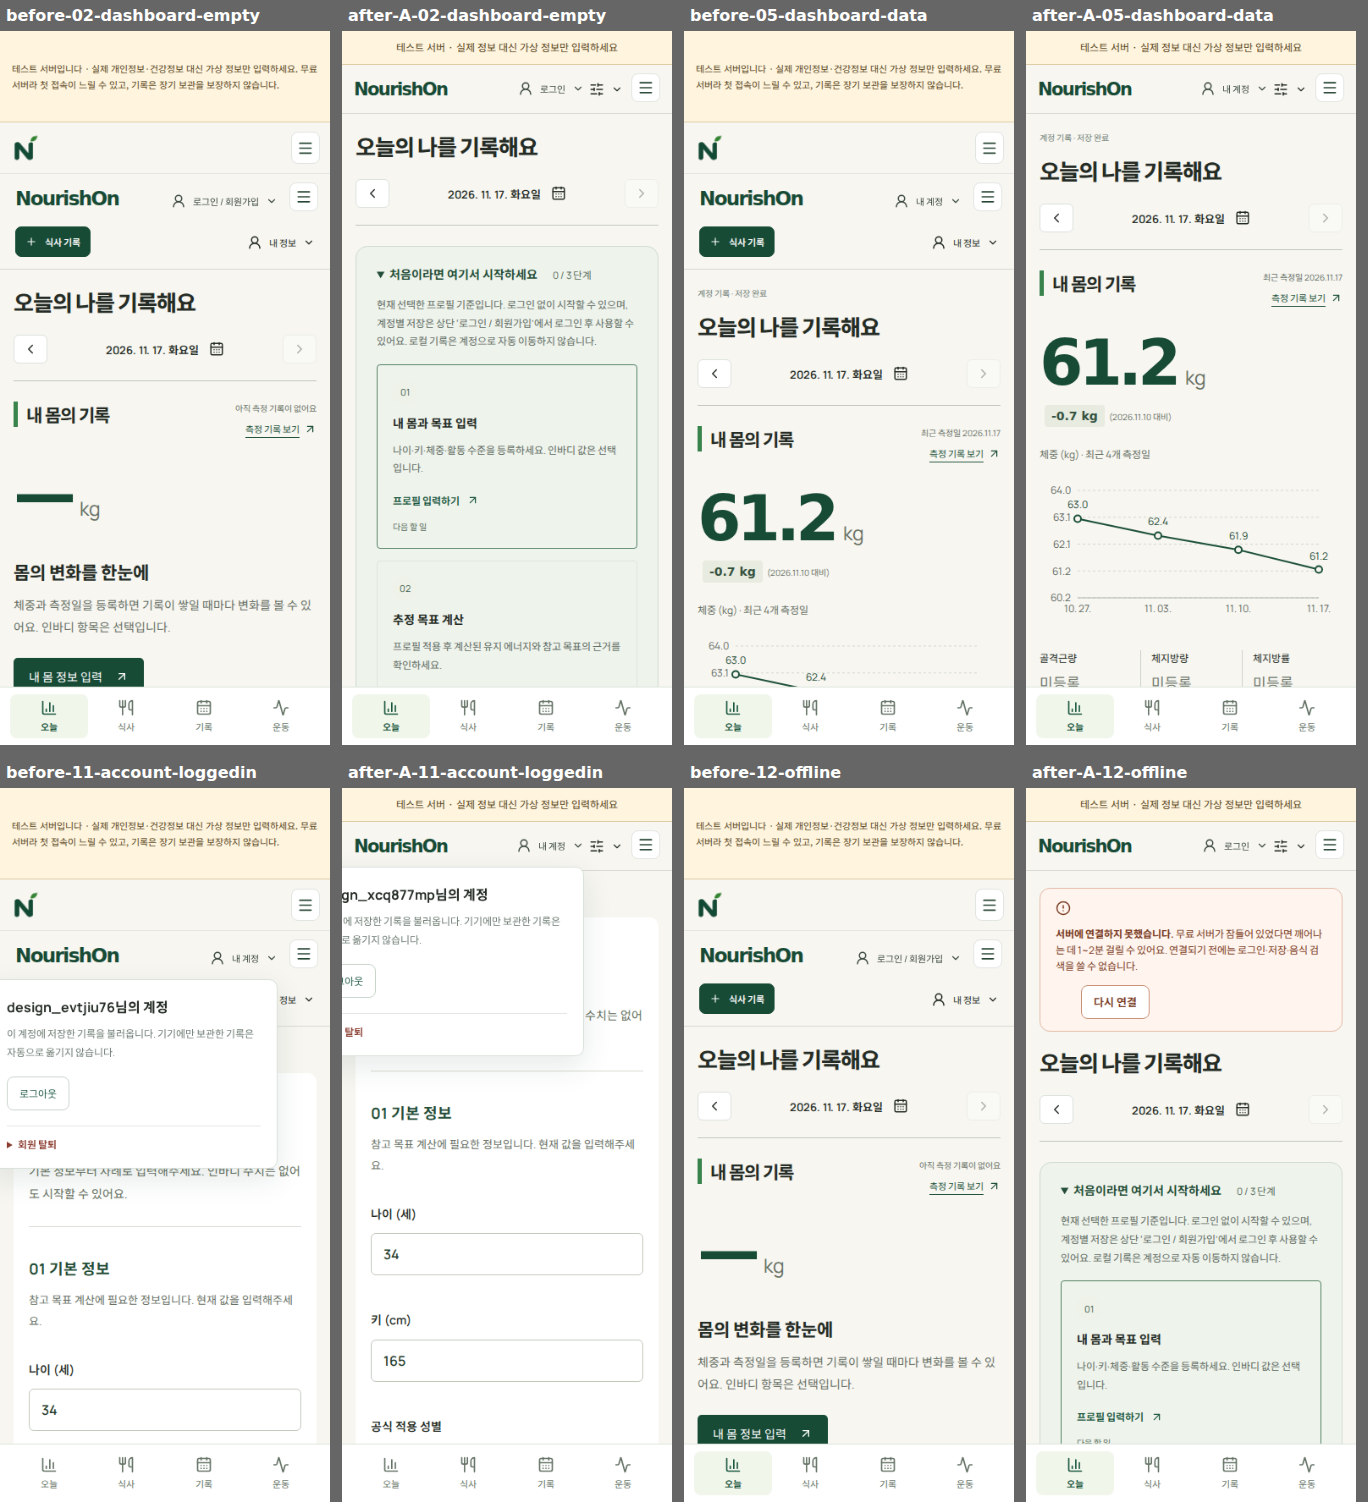 before-02-dashboard-empty
테스트 서버입니다 · 실제 개인정보·건강정보 대신 가상 정보만 입력하세요. 무료
서버라 첫 접속이 느릴 수 있고, 기록은 장기 보관을 보장하지 않습니다.
N
NourishOn
로그인 / 회원가입
+ 식사 기록
내 정보
오늘의 나를 기록해요
2026. 11. 17. 화요일
내 몸의 기록
아직 측정 기록이 없어요
측정 기록 보기
kg
몸의 변화를 한눈에
체중과 측정일을 등록하면 기록이 쌓일 때마다 변화를 볼 수 있
어요. 인바디 항목은 선택입니다.
내 몸 정보 입력
오늘
식사
기록
운동
after-A-02-dashboard-empty
테스트 서버 · 실제 정보 대신 가상 정보만 입력하세요
NourishOn
로그인
오늘의 나를 기록해요
2026. 11. 17. 화요일
▼ 처음이라면 여기서 시작하세요 0 / 3 단계
현재 선택한 프로필 기준입니다. 로그인 없이 시작할 수 있으며,
계정별 저장은 상단 '로그인 / 회원가입'에서 로그인 후 사용할 수
있어요. 로컬 기록은 계정으로 자동 이동하지 않습니다.
01
내 몸과 목표 입력
나이·키·체중·활동 수준을 등록하세요. 인바디 값은 선택
입니다.
프로필 입력하기
다음 할 일
02
추정 목표 계산
프로필 적용 후 계산된 유지 에너지와 참고 목표의 근거를
확인하세요.
오늘
식사
기록
운동
before-05-dashboard-data
테스트 서버입니다 · 실제 개인정보·건강정보 대신 가상 정보만 입력하세요. 무료
서버라 첫 접속이 느릴 수 있고, 기록은 장기 보관을 보장하지 않습니다.
N
NourishOn
내 계정
+ 식사 기록
내 정보
계정 기록 · 저장 완료
오늘의 나를 기록해요
2026. 11. 17. 화요일
내 몸의 기록
최근 측정일 2026.11.17
측정 기록 보기
61.2 kg
-0.7 kg (2026.11.10 대비)
체중 (kg) · 최근 4개 측정일
64.0
63.0
63.1
62.4
오늘
식사
기록
운동
after-A-05-dashboard-data
테스트 서버 · 실제 정보 대신 가상 정보만 입력하세요
NourishOn
내 계정
계정 기록 · 저장 완료
오늘의 나를 기록해요
2026. 11. 17. 화요일
내 몸의 기록
최근 측정일 2026.11.17
측정 기록 보기
61.2 kg
-0.7 kg (2026.11.10 대비)
체중 (kg) · 최근 4개 측정일
64.0
63.0
63.1
62.4
62.1
61.9
61.2
61.2
60.2
10. 27.
11. 03.
11. 10.
11. 17.
골격근량
체지방량
체지방률
미등록
미등록
미등록
오늘
식사
기록
운동
before-11-account-loggedin
테스트 서버입니다 · 실제 개인정보·건강정보 대신 가상 정보만 입력하세요. 무료
서버라 첫 접속이 느릴 수 있고, 기록은 장기 보관을 보장하지 않습니다.
N
NourishOn
내 계정
정보
design_evtjiu76님의 계정
이 계정에 저장한 기록을 불러옵니다. 기기에만 보관한 기록은
자동으로 옮기지 않습니다.
로그아웃
▶ 회원 탈퇴
기본 정보부터 차례로 입력해주세요. 인바디 수치는 없어
도 시작할 수 있어요.
01 기본 정보
참고 목표 계산에 필요한 정보입니다. 현재 값을 입력해주세
요.
나이 (세)
34
오늘
식사
기록
운동
after-A-11-account-loggedin
테스트 서버 · 실제 정보 대신 가상 정보만 입력하세요
NourishOn
내 계정
gn_xcq877mp님의 계정
에 저장한 기록을 불러옵니다. 기기에만 보관한 기록은
로 옮기지 않습니다.
아웃
탈퇴
수치는 없어
01 기본 정보
참고 목표 계산에 필요한 정보입니다. 현재 값을 입력해주세
요.
나이 (세)
34
키 (cm)
165
공식 적용 성별
오늘
식사
기록
운동
before-12-offline
테스트 서버입니다 · 실제 개인정보·건강정보 대신 가상 정보만 입력하세요. 무료
서버라 첫 접속이 느릴 수 있고, 기록은 장기 보관을 보장하지 않습니다.
N
NourishOn
로그인 / 회원가입
+ 식사 기록
내 정보
오늘의 나를 기록해요
2026. 11. 17. 화요일
내 몸의 기록
아직 측정 기록이 없어요
측정 기록 보기
kg
몸의 변화를 한눈에
체중과 측정일을 등록하면 기록이 쌓일 때마다 변화를 볼 수 있
어요. 인바디 항목은 선택입니다.
내 몸 정보 입력
오늘
식사
기록
운동
after-A-12-offline
테스트 서버 · 실제 정보 대신 가상 정보만 입력하세요
NourishOn
로그인
서버에 연결하지 못했습니다. 무료 서버가 잠들어 있었다면 깨어나
는 데 1~2분 걸릴 수 있어요. 연결되기 전에는 로그인·저장·음식 검
색을 쓸 수 없습니다.
다시 연결
오늘의 나를 기록해요
2026. 11. 17. 화요일
▼ 처음이라면 여기서 시작하세요 0 / 3 단계
현재 선택한 프로필 기준입니다. 로그인 없이 시작할 수 있으며,
계정별 저장은 상단 '로그인 / 회원가입'에서 로그인 후 사용할 수
있어요. 로컬 기록은 계정으로 자동 이동하지 않습니다.
01
내 몸과 목표 입력
나이·키·체중·활동 수준을 등록하세요. 인바디 값은 선택
입니다.
프로필 입력하기
다음 할 일
오늘
식사
기록
운동